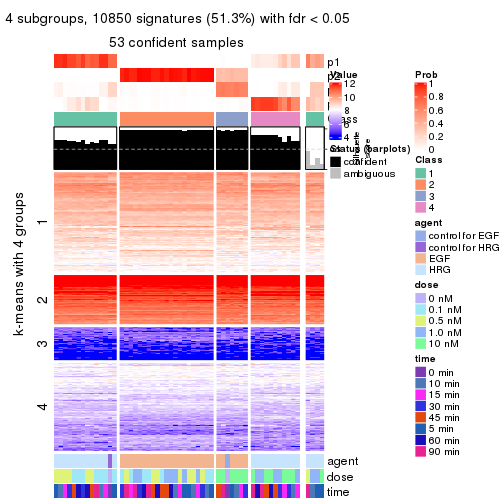 4 subgroups, 10850 signatures (51.3%) with fdr < 0.05
53 confident samples
p1
p2
Value
12
10
8
6
4
Class
Silhouette
score
Status (barplots)
confident
ambiguous
Prob
1
0.8
0.6
0.4
0.2
0
Class
1
2
3
4
agent
control for EGF
control for HRG
EGF
HRG
dose
0 nM
0.1 nM
0.5 nM
1.0 nM
10 nM
time
0 min
10 min
15 min
30 min
45 min
5 min
60 min
90 min
k-means with 4 groups
1
2
3
4
agent
dose
time